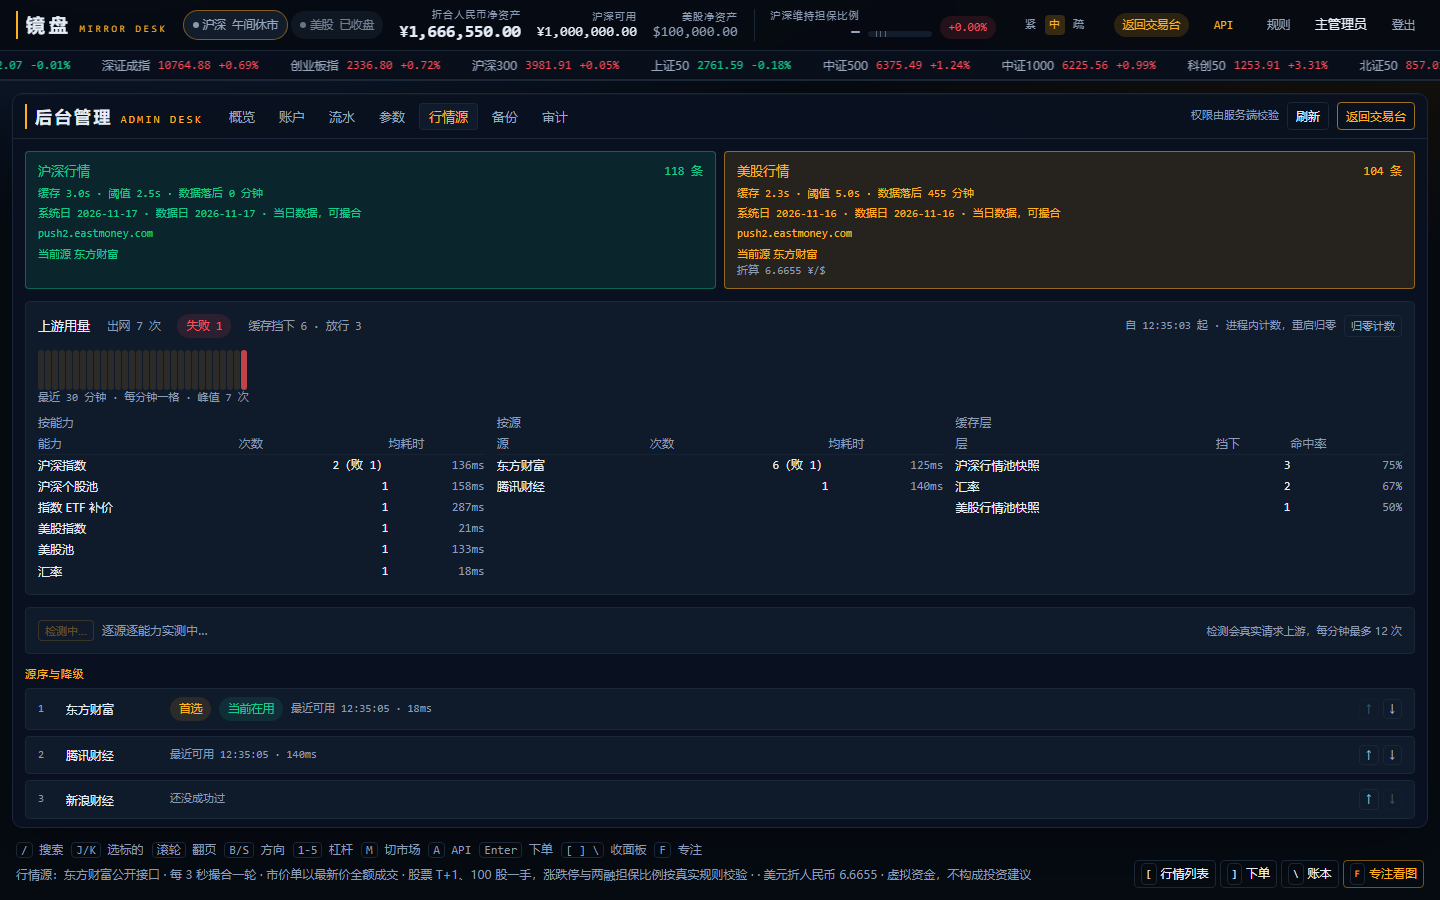 镜盘 MIRROR DESK 沪深 午间休市 美股 已收盘 折合人民币净资产 ¥1,666,550.00 沪深可用 ¥1,000,000.00 美股净资产 $100,000.00 沪深维持担保比例 — +0.00% 紧 中 疏 返回交易台 API 规则 主管理员 登出
2.07 -0.01% 深证成指 10764.88 +0.69% 创业板指 2336.80 +0.72% 沪深300 3981.91 +0.05% 上证50 2761.59 -0.18% 中证500 6375.49 +1.24% 中证1000 6225.56 +0.99% 科创50 1253.91 +3.31% 北证50 857.0
后台管理 ADMIN DESK 概览 账户 流水 参数 行情源 备份 审计 权限由服务端校验 刷新 返回交易台
沪深行情 118 条
缓存 3.0s · 阈值 2.5s · 数据落后 0 分钟
系统日 2026-11-17 · 数据日 2026-11-17 · 当日数据，可撮合
push2.eastmoney.com
当前源 东方财富
美股行情 104 条
缓存 2.3s · 阈值 5.0s · 数据落后 455 分钟
系统日 2026-11-16 · 数据日 2026-11-16 · 当日数据，可撮合
push2.eastmoney.com
当前源 东方财富
折算 6.6655 ¥/$
上游用量 出网 7 次 失败 1 缓存挡下 6 · 放行 3 自 12:35:03 起 · 进程内计数，重启归零 归零计数
最近 30 分钟 · 每分钟一格 · 峰值 7 次
按能力
能力 次数 均耗时
沪深指数 2 (败 1) 136ms
沪深个股池 1 158ms
指数 ETF 补价 1 287ms
美股指数 1 21ms
美股池 1 133ms
汇率 1 18ms
按源
源 次数 均耗时
东方财富 6 (败 1) 125ms
腾讯财经 1 140ms
缓存层
层 挡下 命中率
沪深行情池快照 3 75%
汇率 2 67%
美股行情池快照 1 50%
检测中… 逐源逐能力实测中… 检测会真实请求上游，每分钟最多 12 次
源序与降级
1 东方财富 首选 当前在用 最近可用 12:35:05 · 18ms ↑ ↓
2 腾讯财经 最近可用 12:35:05 · 140ms ↑ ↓
3 新浪财经 还没成功过 ↑ ↓
/ 搜索 J/K 选标的 滚轮 翻页 B/S 方向 1-5 杠杆 M 切市场 A API Enter 下单 [ ] \ 收面板 F 专注
行情源：东方财富公开接口 · 每 3 秒撮合一轮 · 市价单以最新价全额成交 · 股票 T+1、100 股一手，涨跌停与两融担保比例按真实规则校验 · · 美元折人民币 6.6655 · 虚拟资金，不构成投资建议
[ 行情列表 ] 下单 \ 账本 F 专注看图